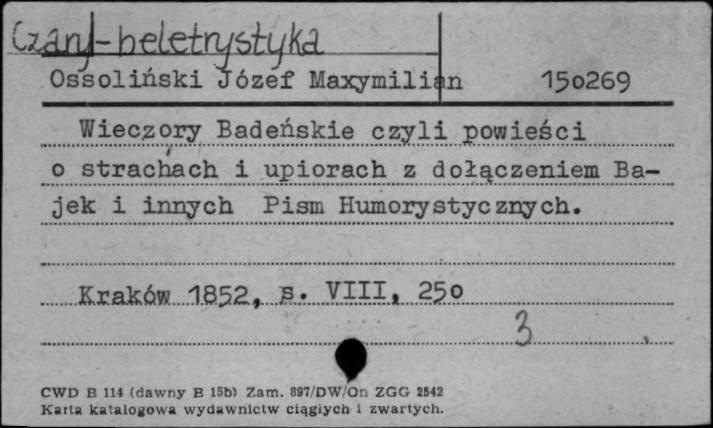 Czary-beletrystyka
Ossoliński Józef Maxymilian 150269
Wieczory Badeńskie czyli powieści
o strachach i upiorach z dołączeniem Ba-
jek i innych Pism Humorystycznych.
Kraków 1852, s. VIII, 250
3
CWD B 114 (dawny B 15b) Zam. 897/DW/On ZGG 2542
Karta katalogowa wydawnictw ciągłych i zwartych.